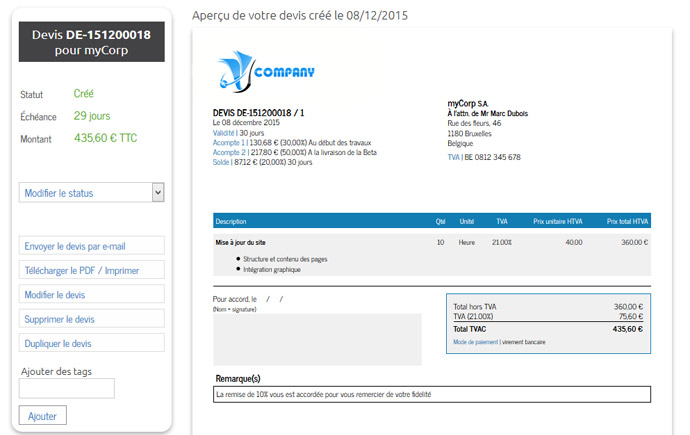 Devis DE-151200018
pour myCorp
Statut Créé
Échéance 29 jours
Montant 435,60 € TTC
Modifier le status
Envoyer le devis par e-mail
Télécharger le PDF / Imprimer
Modifier le devis
Supprimer le devis
Dupliquer le devis
Ajouter des tags
Ajouter
Aperçu de votre devis créé le 08/12/2015
COMPANY
DEVIS DE-151200018 / 1
Le 08 décembre 2015
Validité | 30 jours
Acompte 1 | 130,68 € (30,00%) Au début des travaux
Acompte 2 | 217,80 € (50,00%) A la livraison de la Beta
Solde | 87,12 € (20,00%) 30 jours
myCorp S.A.
À l'attn. de Mr Marc Dubois
Rue des fleurs, 46
1180 Bruxelles
Belgique
TVA | BE 0812 345 678
Description Qté Unité TVA Prix unitaire HTVA Prix total HTVA
Mise à jour du site 10 Heure 21.00% 40,00 360,00 €
• Structure et contenu des pages
• Intégration graphique
Pour accord, le / /
(Nom + signature)
Total hors TVA 360,00 €
TVA (21.00%) 75,60 €
Total TVAC 435,60 €
Mode de paiement | virement bancaire
Remarque(s)
La remise de 10% vous est accordée pour vous remercier de votre fidélité